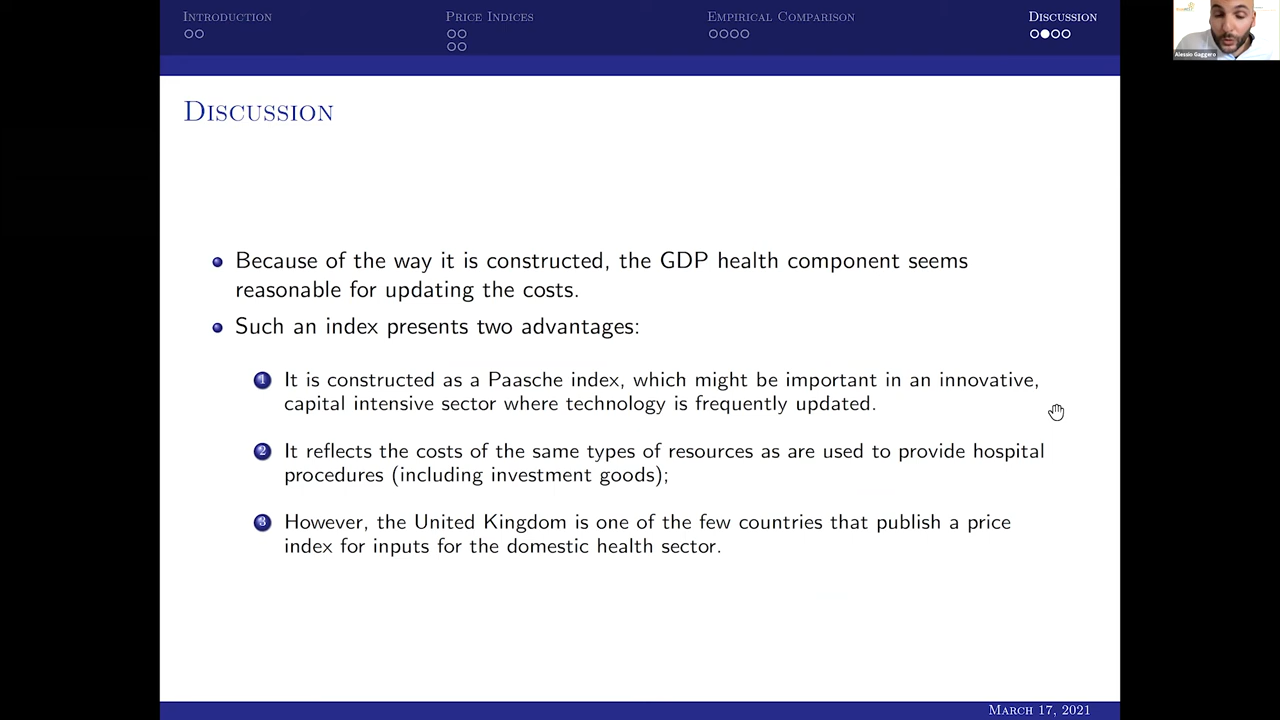 INTRODUCTION
PRICE INDICES
EMPIRICAL COMPARISON
DISCUSSION
Alessio Gaggero
DISCUSSION
Because of the way it is constructed, the GDP health component seems
reasonable for updating the costs.
Such an index presents two advantages:
1 It is constructed as a Paasche index, which might be important in an innovative,
capital intensive sector where technology is frequently updated.
2 It reflects the costs of the same types of resources as are used to provide hospital
procedures (including investment goods);
3 However, the United Kingdom is one of the few countries that publish a price
index for inputs for the domestic health sector.
MARCH 17, 2021